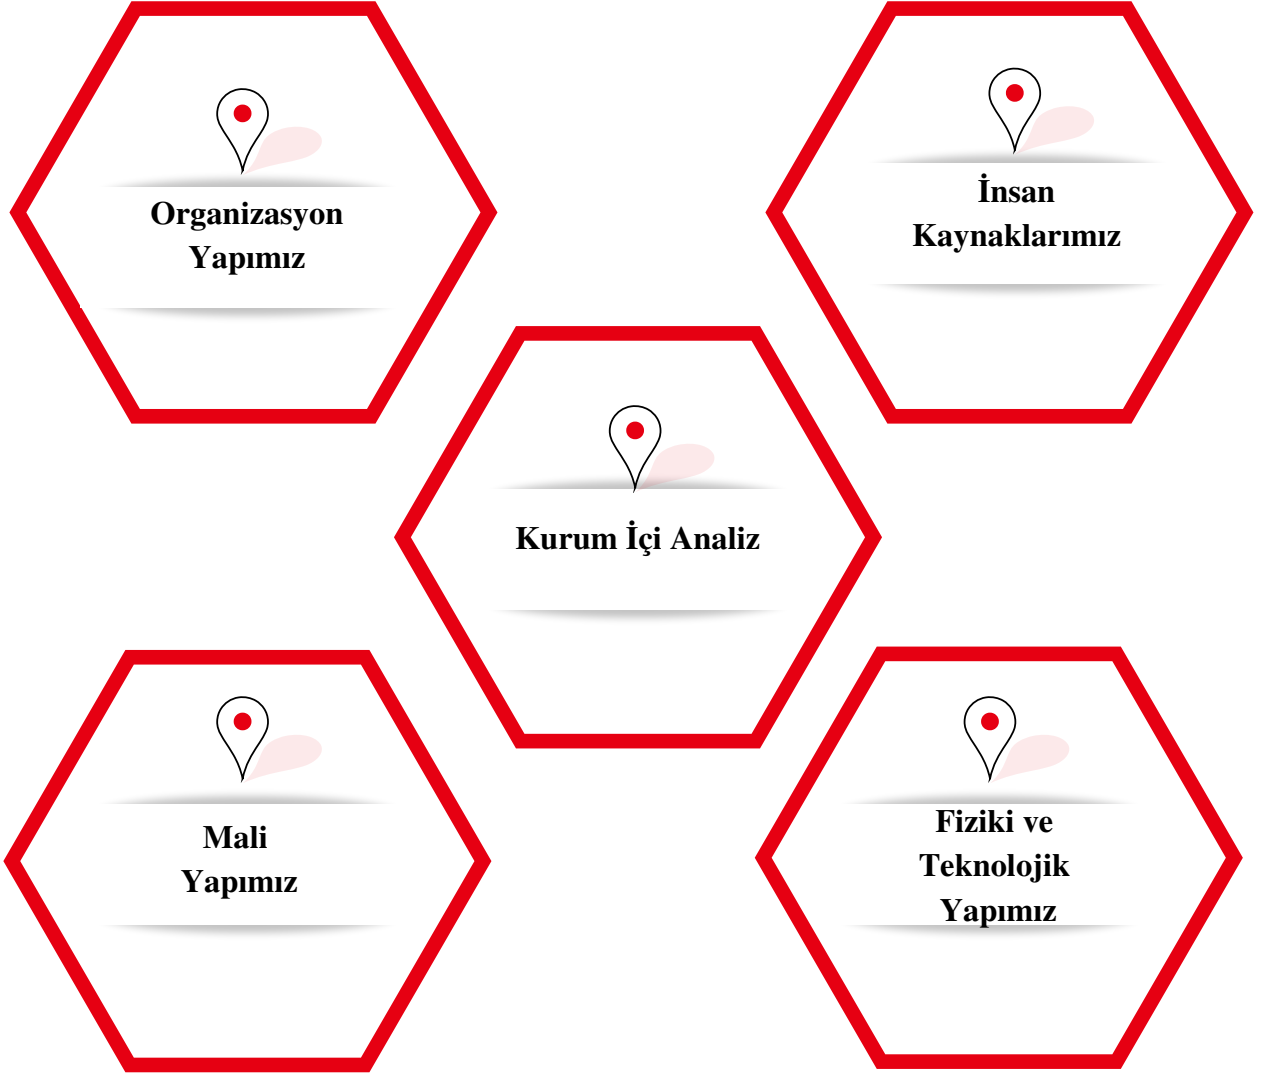 Organizasyon
Yapımız
İnsan
Kaynaklarımız
Kurum İçi Analiz
Mali
Yapımız
Fiziki ve
Teknolojik
Yapımız